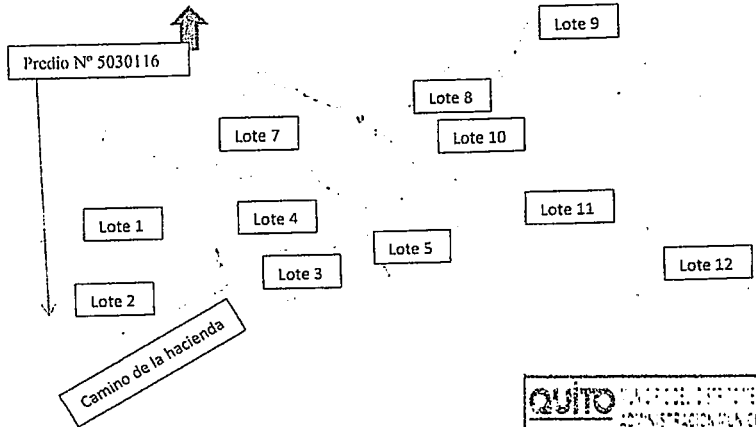 Lote 9
Predio Nº 5030116
Lote 8
Lote 7
Lote 10
Lote 1
Lote 4
Lote 11
Lote 5
Lote 3
Lote 12
Lote 2
Camino de la hacienda
QUITO